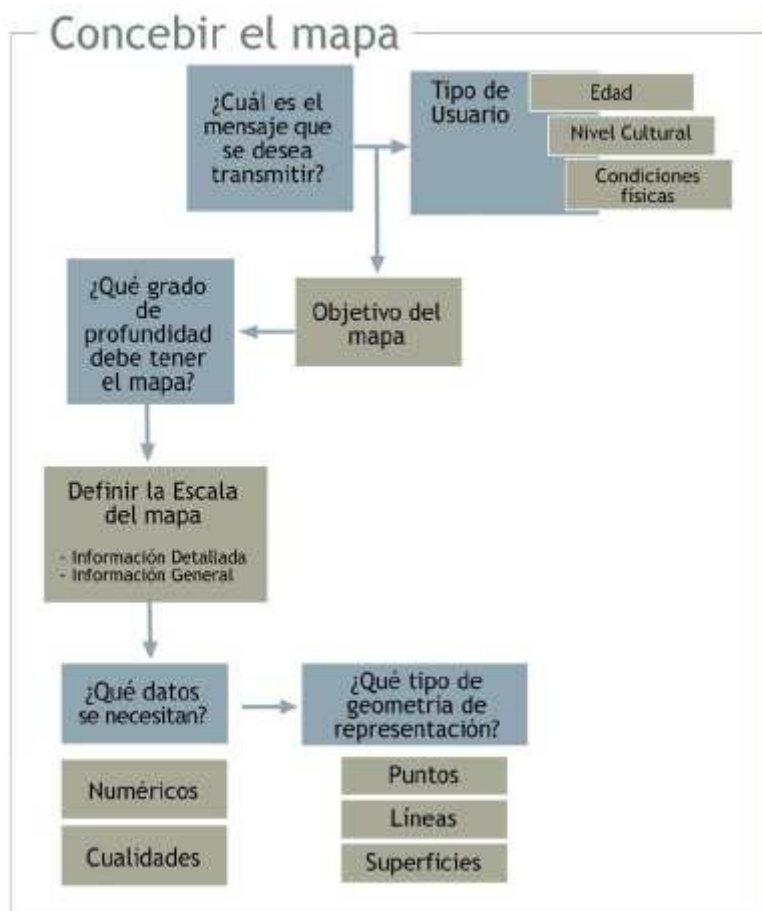 Concebir el mapa
¿Cuál es el
mensaje que
se desea
transmitir?
Tipo de
Usuario
Edad
Nivel Cultural
Condiciones
físicas
Objetivo del
mapa
¿Qué grado
de
profundidad
debe tener
el mapa?
Definir la Escala
del mapa
- Información Detallada
- Información General
¿Qué datos
se necesitan?
¿Qué tipo de
geometría de
representación?
Numéricos
Cualidades
Puntos
Líneas
Superficies